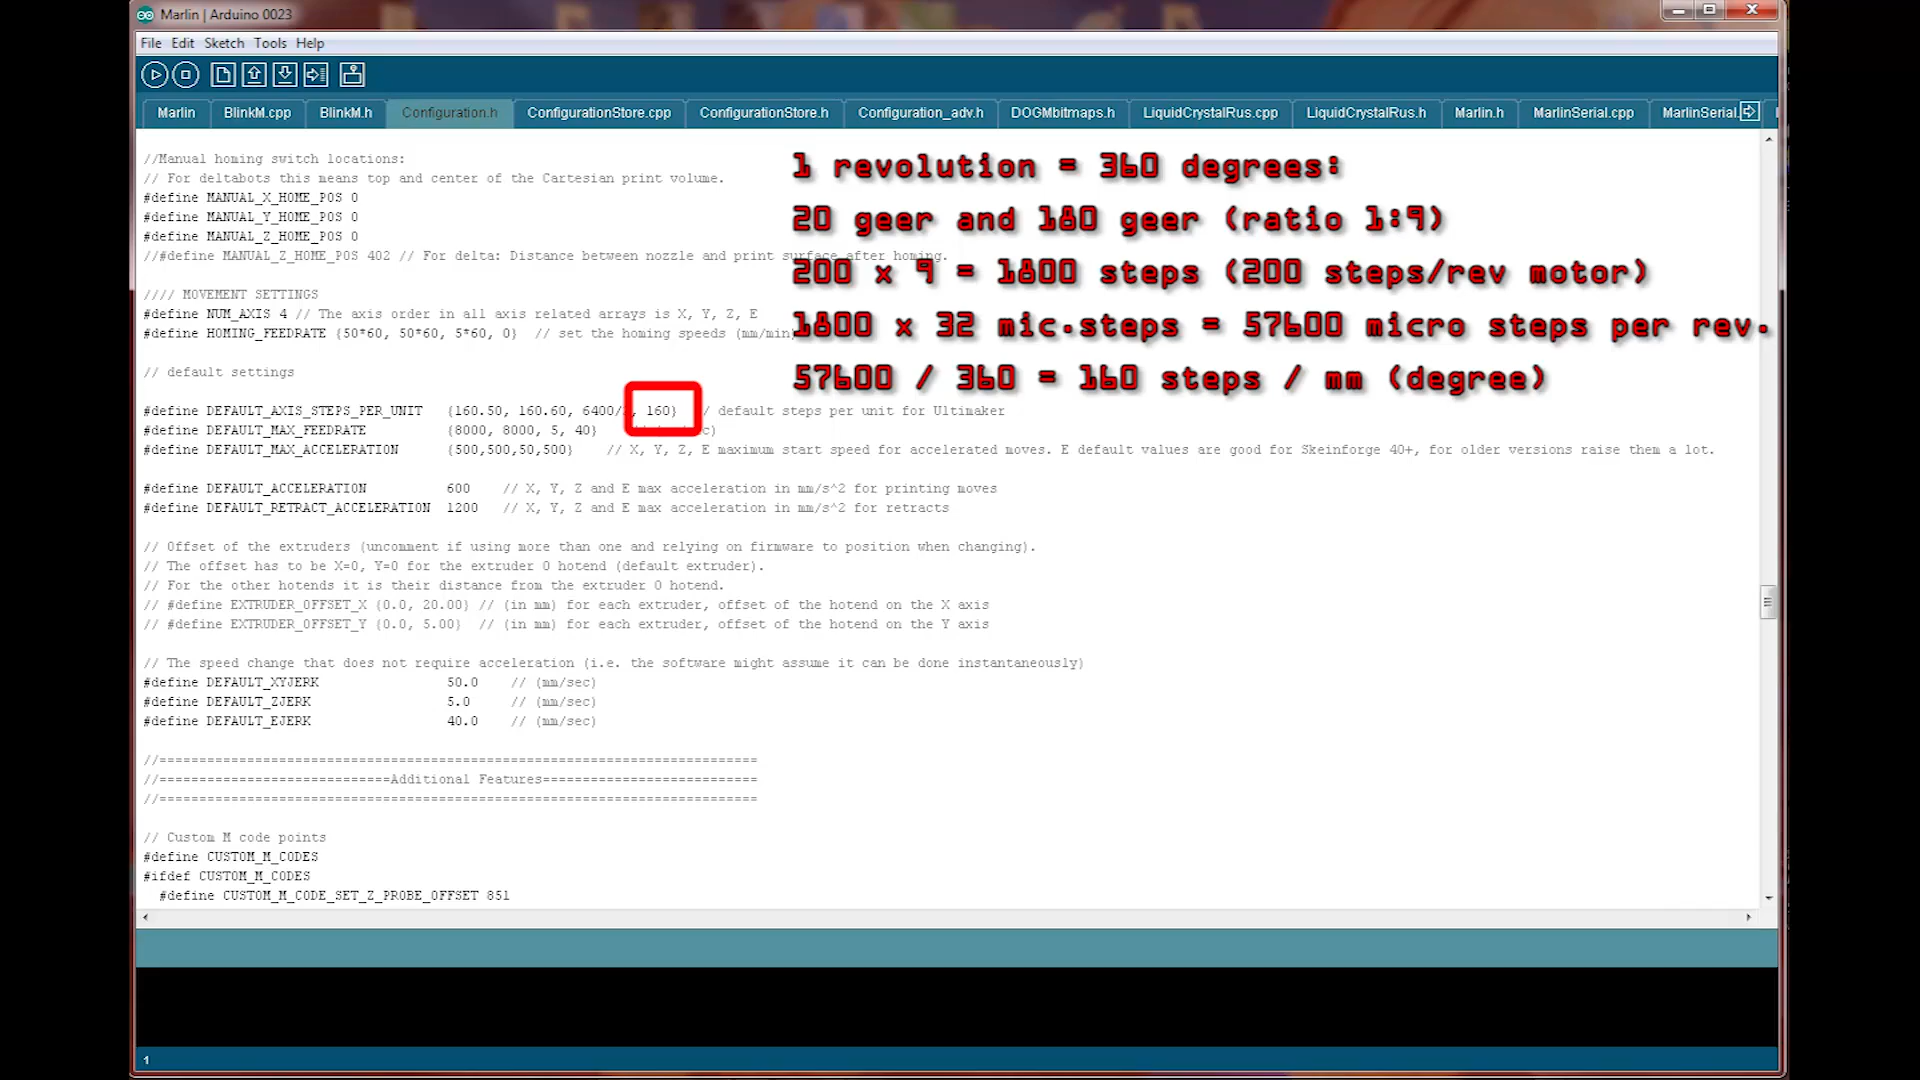 Marlin | Arduino 0023
File Edit Sketch Tools Help
Marlin BlinkM.cpp BlinkM.h Configuration.h ConfigurationStore.cpp ConfigurationStore.h Configuration_adv.h DOGMbitmaps.h LiquidCrystalRus.cpp LiquidCrystalRus.h Marlin.h MarlinSerial.cpp MarlinSerial.
1 revolution = 360 degrees:
20 geer and 180 geer (ratio 1:9)
200 x 9 = 1800 steps (200 steps/rev motor)
1800 x 32 mic.steps = 57600 micro steps per rev.
57600 / 360 = 160 steps / mm (degree)
//Manual homing switch locations:
// For deltabots this means top and center of the Cartesian print volume.
#define MANUAL_X_HOME_POS 0
#define MANUAL_Y_HOME_POS 0
#define MANUAL_Z_HOME_POS 0
//#define MANUAL_Z_HOME_POS 402 // For delta: Distance between nozzle and print surface after homing.
//// MOVEMENT SETTINGS
#define NUM_AXIS 4 // The axis order in all axis related arrays is X, Y, Z, E
#define HOMING_FEEDRATE {50*60, 50*60, 5*60, 0}  // set the homing speeds (mm/min)
// default settings
#define DEFAULT_AXIS_STEPS_PER_UNIT   {160.50, 160.60, 6400/ , 160}  / default steps per unit for Ultimaker
#define DEFAULT_MAX_FEEDRATE          {8000, 8000, 5, 40}
#define DEFAULT_MAX_ACCELERATION      {500,500,50,500}    // X, Y, Z, E maximum start speed for accelerated moves. E default values are good for Skeinforge 40+, for older versions raise them a lot.
#define DEFAULT_ACCELERATION          600    // X, Y, Z and E max acceleration in mm/s^2 for printing moves
#define DEFAULT_RETRACT_ACCELERATION  1200   // X, Y, Z and E max acceleration in mm/s^2 for retracts
// Offset of the extruders (uncomment if using more than one and relying on firmware to position when changing).
// The offset has to be X=0, Y=0 for the extruder 0 hotend (default extruder).
// For the other hotends it is their distance from the extruder 0 hotend.
// #define EXTRUDER_OFFSET_X {0.0, 20.00} // (in mm) for each extruder, offset of the hotend on the X axis
// #define EXTRUDER_OFFSET_Y {0.0, 5.00}  // (in mm) for each extruder, offset of the hotend on the Y axis
// The speed change that does not require acceleration (i.e. the software might assume it can be done instantaneously)
#define DEFAULT_XYJERK                50.0    // (mm/sec)
#define DEFAULT_ZJERK                 5.0     // (mm/sec)
#define DEFAULT_EJERK                 40.0    // (mm/sec)
//===========================================================================
//=============================Additional Features===========================
//===========================================================================
// Custom M code points
#define CUSTOM_M_CODES
#ifdef CUSTOM_M_CODES
  #define CUSTOM_M_CODE_SET_Z_PROBE_OFFSET 851
1